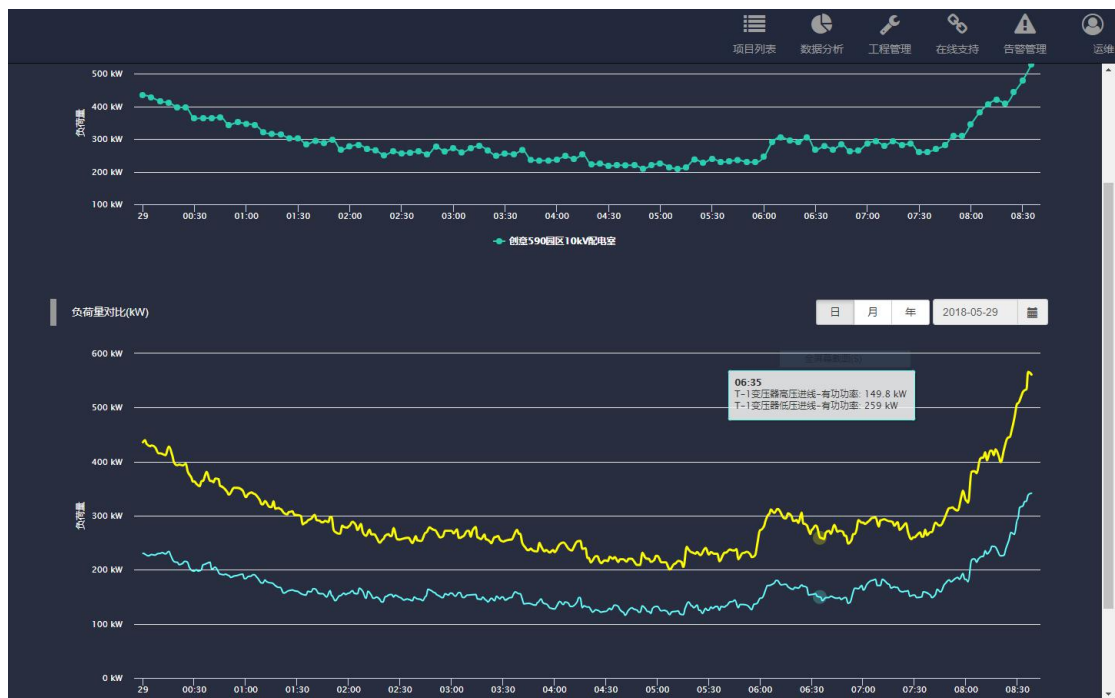 项目列表 数据分析 工程管理 在线支持 告警管理 运维
500 kW
400 kW
300 kW
200 kW
100 kW
负荷量
29 00:30 01:00 01:30 02:00 02:30 03:00 03:30 04:00 04:30 05:00 05:30 06:00 06:30 07:00 07:30 08:00 08:30
创意590园区10kV配电室
负荷量对比(kW)
日 月 年 2018-05-29
600 kW
500 kW
400 kW
300 kW
200 kW
100 kW
0 kW
负荷量
06:35
T-1变压器高压进线-有功功率: 149.8 kW
T-1变压器低压进线-有功功率: 259 kW
29 00:30 01:00 01:30 02:00 02:30 03:00 03:30 04:00 04:30 05:00 05:30 06:00 06:30 07:00 07:30 08:00 08:30